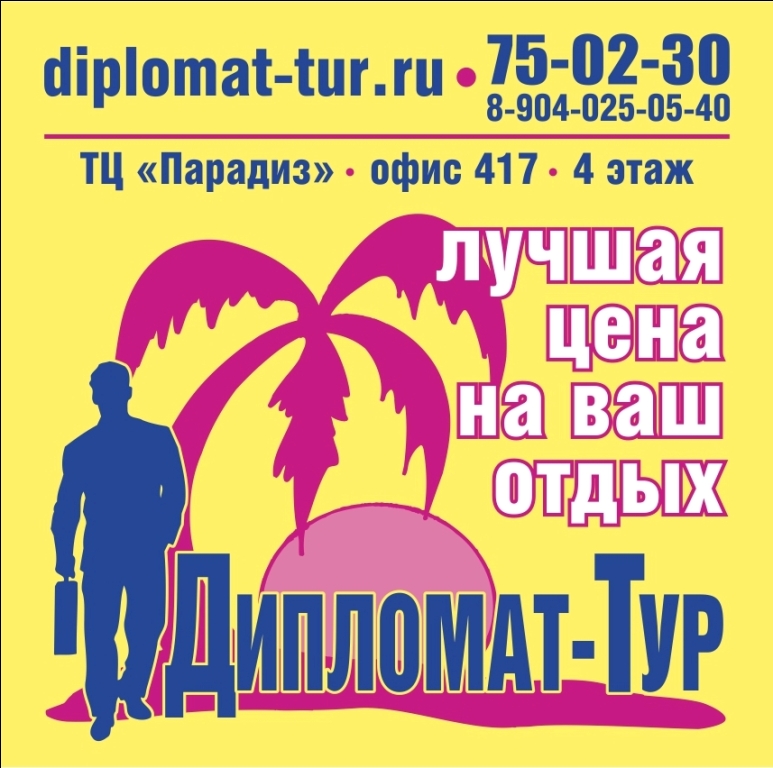 diplomat-tur.ru • 75-02-30
8-904-025-05-40
ТЦ «Парадиз» • офис 417 • 4 этаж
лучшая
цена
на ваш
отдых
Дипломат-Тур